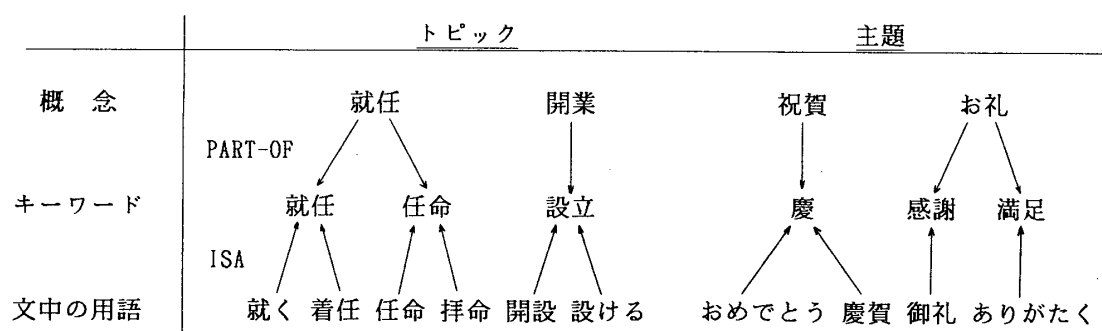 トピック 主題
概 念 就任 開業 祝賀 お礼
PART-OF
キーワード 就任 任命 設立 慶 感謝 満足
ISA
文中の用語 就く 着任 任命 拝命 開設 設ける おめでとう 慶賀 御礼 ありがたく